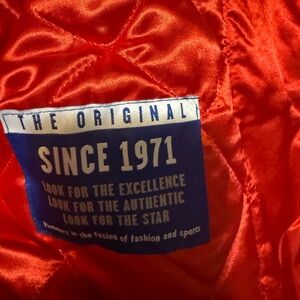 THE ORIGINAL
SINCE 1971
LOOK FOR THE EXCELLENCE
LOOK FOR THE AUTHENTIC
LOOK FOR THE STAR
Pioneers in the fusion of fashion and sports